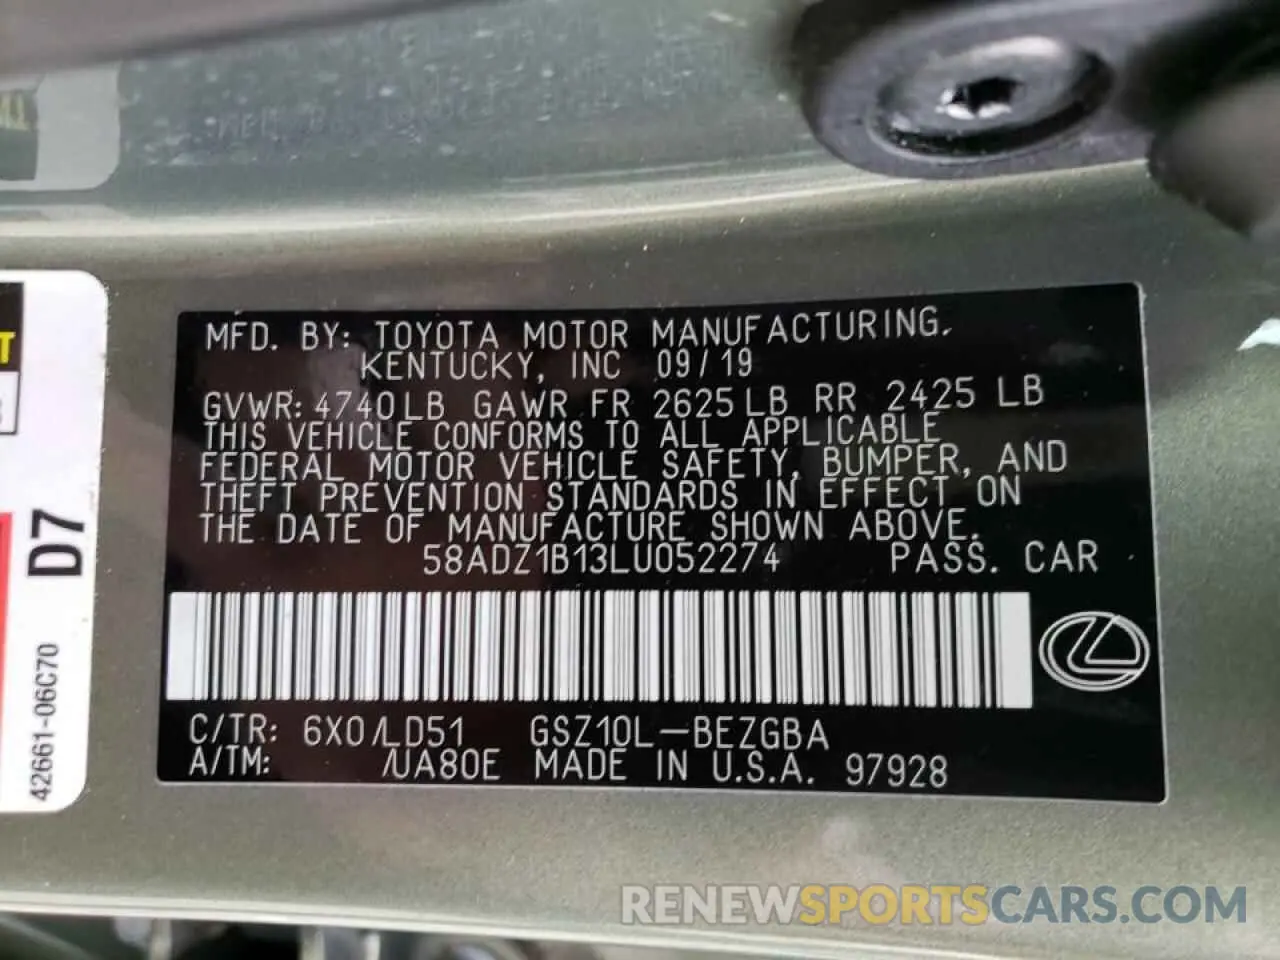 MFD. BY: TOYOTA MOTOR MANUFACTURING.
KENTUCKY, INC 09/19
GVWR: 4740LB GAWR FR 2625LB RR 2425 LB
THIS VEHICLE CONFORMS TO ALL APPLICABLE
FEDERAL MOTOR VEHICLE SAFETY, BUMPER, AND
THEFT PREVENTION STANDARDS IN EFFECT ON
THE DATE OF MANUFACTURE SHOWN ABOVE.
58ADZ1B13LU052274 PASS. CAR
C/TR: 6X0/LD51 GSZ10L-BEZGBA
A/TM: /UA80E MADE IN U.S.A. 97928
D7
42661-06C70
RENEWSPORTSCARS.COM